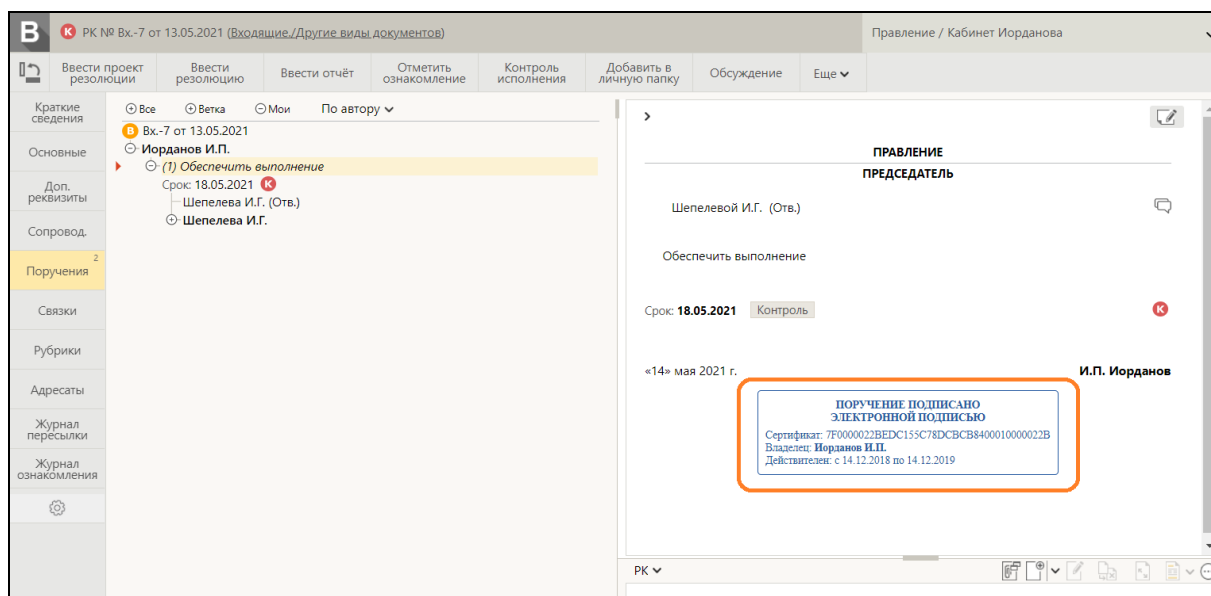 В
К РК № Вх.-7 от 13.05.2021 (Входящие./Другие виды документов)
Правление / Кабинет Иорданова
Ввести проект резолюции
Ввести резолюцию
Ввести отчёт
Отметить ознакомление
Контроль исполнения
Добавить в личную папку
Обсуждение
Еще
Краткие сведения
Основные
Доп. реквизиты
Сопровод.
Поручения 2
Связки
Рубрики
Адресаты
Журнал пересылки
Журнал ознакомления
Все Ветка Мои По автору
В Вх.-7 от 13.05.2021
Иорданов И.П.
(1) Обеспечить выполнение
Срок: 18.05.2021 К
Шепелева И.Г. (Отв.)
Шепелева И.Г.
ПРАВЛЕНИЕ
ПРЕДСЕДАТЕЛЬ
Шепелевой И.Г. (Отв.)
Обеспечить выполнение
Срок: 18.05.2021 Контроль К
«14» мая 2021 г. И.П. Иорданов
ПОРУЧЕНИЕ ПОДПИСАНО
ЭЛЕКТРОННОЙ ПОДПИСЬЮ
Сертификат: 7F0000022BEDC155C78DCBCB8400010000022B
Владелец: Иорданов И.П.
Действителен: с 14.12.2018 по 14.12.2019
РК